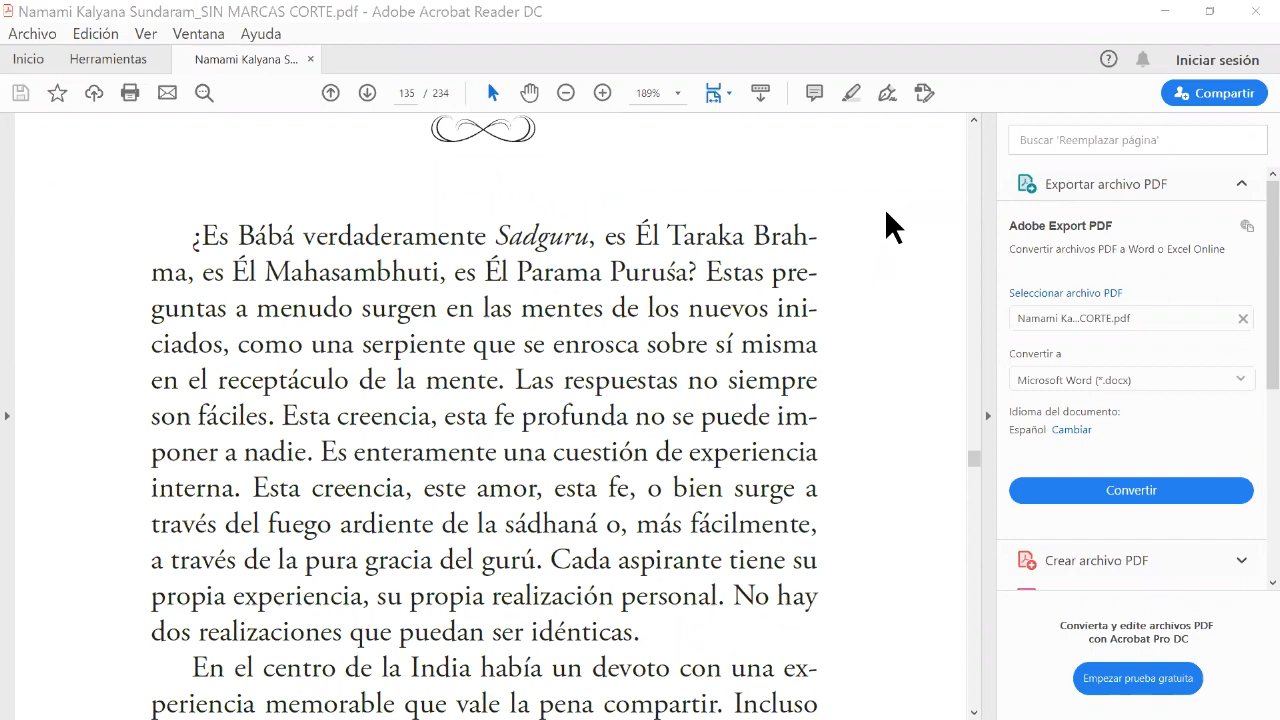 Namami Kalyana Sundaram_SIN MARCAS CORTE.pdf - Adobe Acrobat Reader DC
Archivo Edición Ver Ventana Ayuda
Inicio Herramientas Namami Kalyana S... × Iniciar sesión
135 / 234 189% Compartir
Buscar 'Reemplazar página'
Exportar archivo PDF
Adobe Export PDF
Convertir archivos PDF a Word o Excel Online
Seleccionar archivo PDF
Namami Ka...CORTE.pdf
Convertir a
Microsoft Word (*.docx)
Idioma del documento:
Español Cambiar
Convertir
Crear archivo PDF
Convierta y edite archivos PDF
con Acrobat Pro DC
Empezar prueba gratuita
¿Es Bábá verdaderamente Sadguru, es Él Taraka Brah-
ma, es Él Mahasambhuti, es Él Parama Puruśa? Estas pre-
guntas a menudo surgen en las mentes de los nuevos ini-
ciados, como una serpiente que se enrosca sobre sí misma
en el receptáculo de la mente. Las respuestas no siempre
son fáciles. Esta creencia, esta fe profunda no se puede im-
poner a nadie. Es enteramente una cuestión de experiencia
interna. Esta creencia, este amor, esta fe, o bien surge a
través del fuego ardiente de la sádhaná o, más fácilmente,
a través de la pura gracia del gurú. Cada aspirante tiene su
propia experiencia, su propia realización personal. No hay
dos realizaciones que puedan ser idénticas.
En el centro de la India había un devoto con una ex-
periencia memorable que vale la pena compartir. Incluso